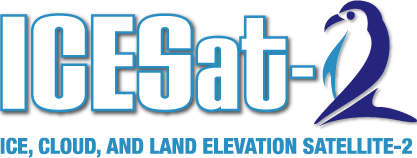 ICESat-2
ICE, CLOUD, AND LAND ELEVATION SATELLITE-2